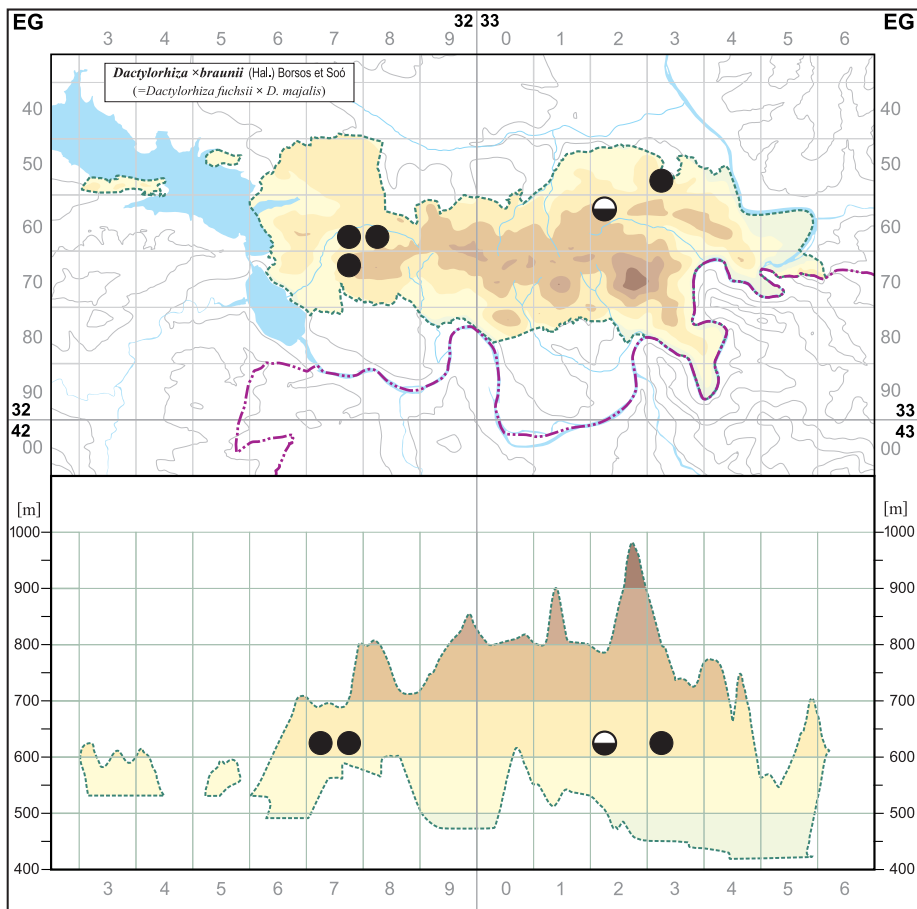 EG 32 33 EG
3 4 5 6 7 8 9 0 1 2 3 4 5 6
Dactylorhiza ×braunii (Hal.) Borsos et Soó
(=Dactylorhiza fuchsii × D. majalis)
40 40
50 50
60 60
70 70
80 80
90 90
32 33
42 43
00 00
[m] [m]
1000 1000
900 900
800 800
700 700
600 600
500 500
400 400
3 4 5 6 7 8 9 0 1 2 3 4 5 6